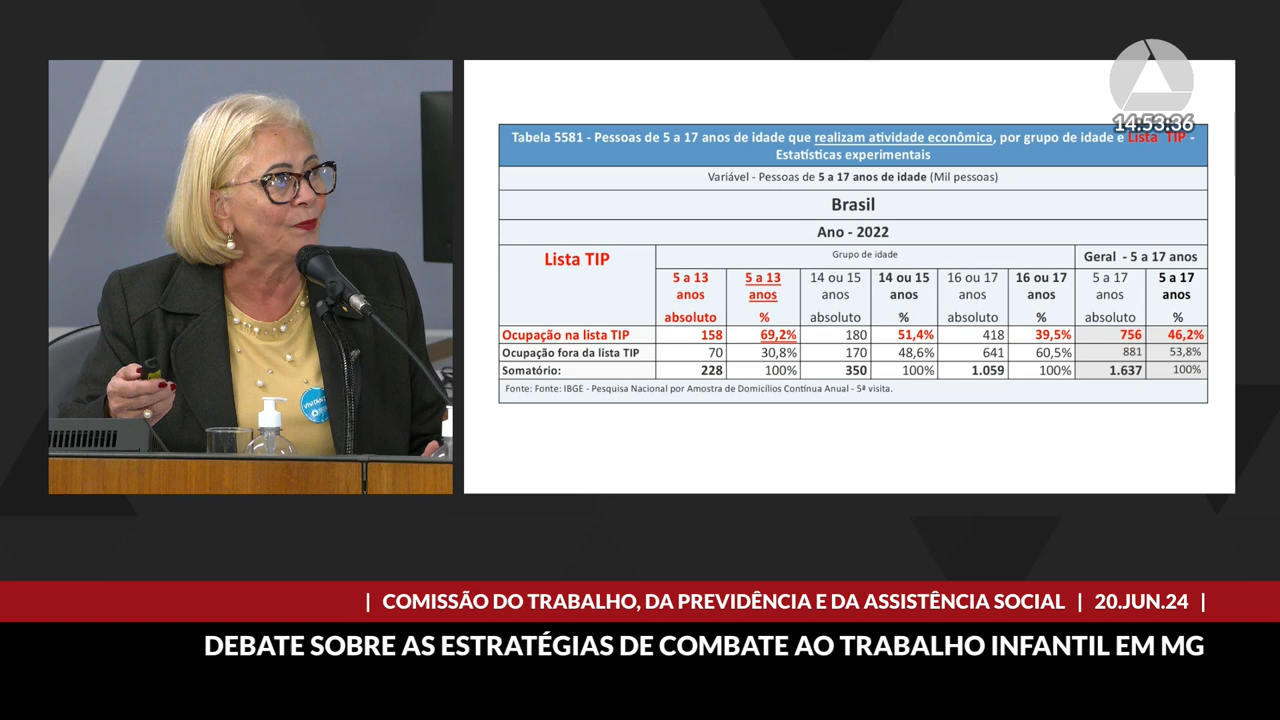 14:53:36
Tabela 5581 - Pessoas de 5 a 17 anos de idade que realizam atividade econômica, por grupo de idade e Lista TIP -
Estatísticas experimentais
Variável - Pessoas de 5 a 17 anos de idade (Mil pessoas)
Brasil
Ano - 2022
Lista TIP
Grupo de idade
Geral - 5 a 17 anos
5 a 13 anos absoluto
5 a 13 anos %
14 ou 15 anos absoluto
14 ou 15 anos %
16 ou 17 anos absoluto
16 ou 17 anos %
5 a 17 anos absoluto
5 a 17 anos %
Ocupação na lista TIP 158 69,2% 180 51,4% 418 39,5% 756 46,2%
Ocupação fora da lista TIP 70 30,8% 170 48,6% 641 60,5% 881 53,8%
Somatório: 228 100% 350 100% 1.059 100% 1.637 100%
Fonte: Fonte: IBGE - Pesquisa Nacional por Amostra de Domicílios Contínua Anual - 5ª visita.
| COMISSÃO DO TRABALHO, DA PREVIDÊNCIA E DA ASSISTÊNCIA SOCIAL | 20.JUN.24 |
DEBATE SOBRE AS ESTRATÉGIAS DE COMBATE AO TRABALHO INFANTIL EM MG